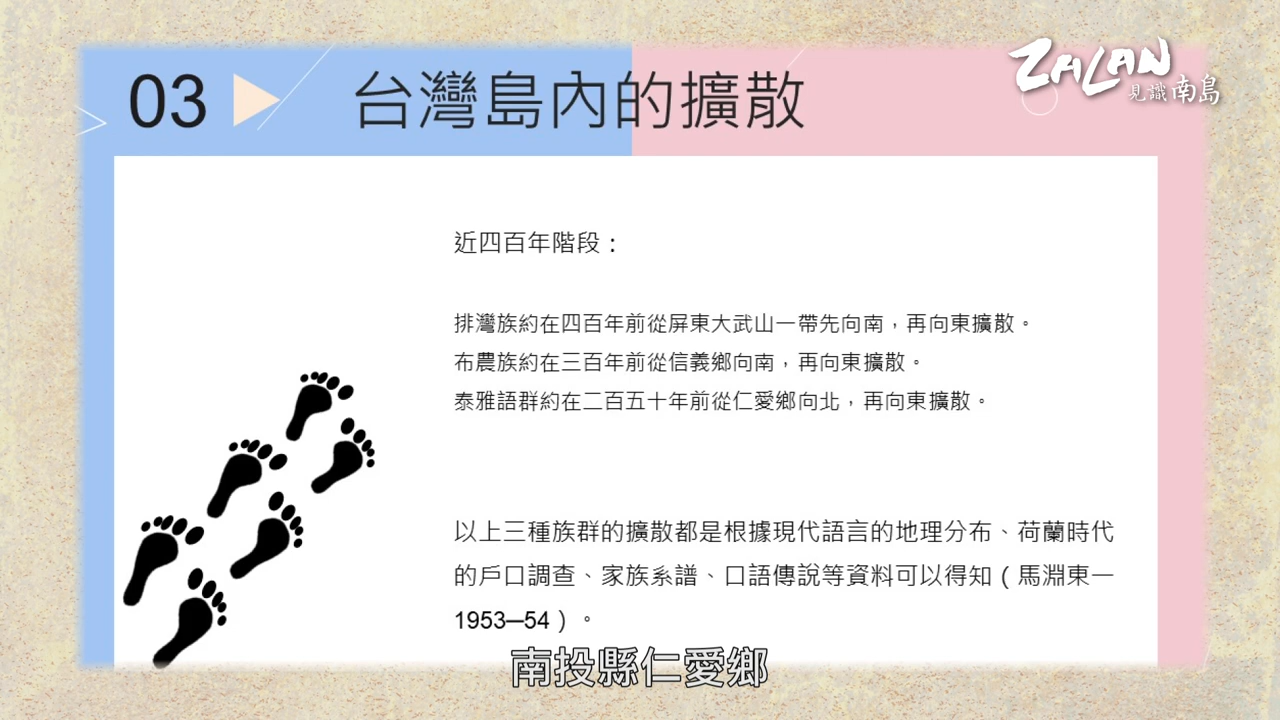 ZALAN
見識南島
03 台灣島內的擴散
近四百年階段：
排灣族約在四百年前從屏東大武山一帶先向南，再向東擴散。
布農族約在三百年前從信義鄉向南，再向東擴散。
泰雅語群約在二百五十年前從仁愛鄉向北，再向東擴散。
以上三種族群的擴散都是根據現代語言的地理分布、荷蘭時代
的戶口調查、家族系譜、口語傳說等資料可以得知（馬淵東一
1953─54）。
南投縣仁愛鄉